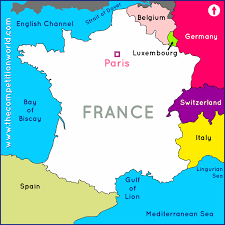 www.thecompetitionworld.com
English Channel
Strait of Dover
Belgium
Germany
Luxembourg
Paris
Bay
of
Biscay
FRANCE
Switzerland
Italy
Lingurian
Sea
Spain
Gulf
of
Lion
Mediterranean Sea